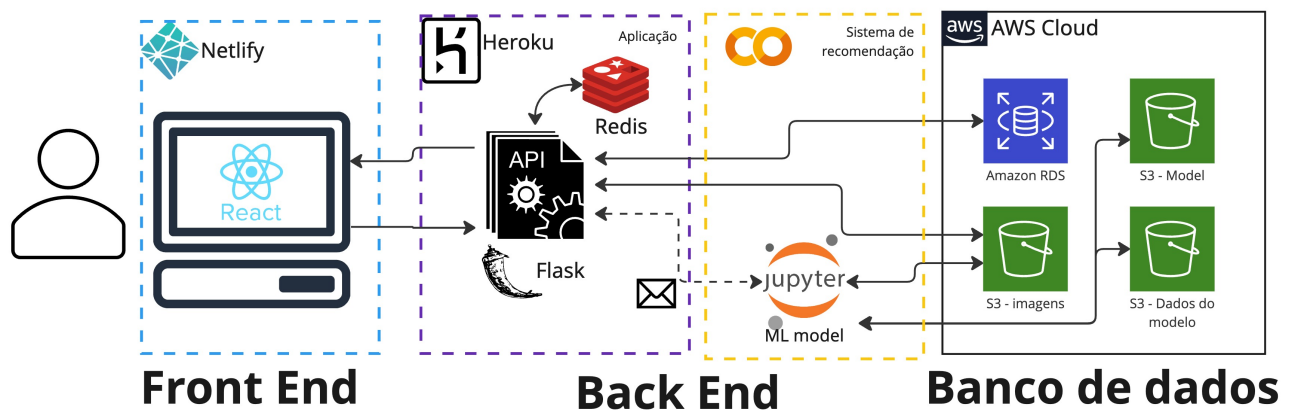 Netlify
React
Front End
Heroku
Aplicação
Redis
API
Flask
Sistema de
recomendação
jupyter
ML model
Back End
aws
AWS Cloud
Amazon RDS
S3 - Model
S3 - imagens
S3 - Dados do
modelo
Banco de dados